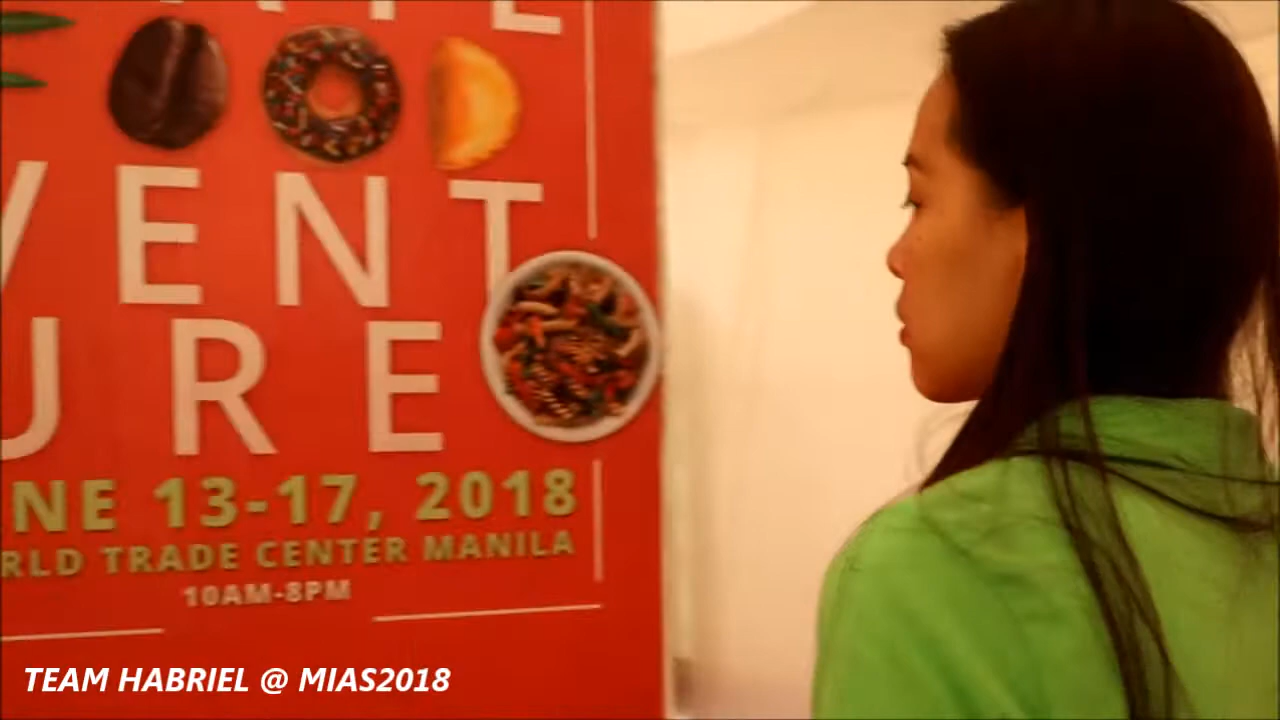 VENT
URE
NE 13-17, 2018
RLD TRADE CENTER MANILA
10AM-8PM
TEAM HABRIEL @ MIAS2018